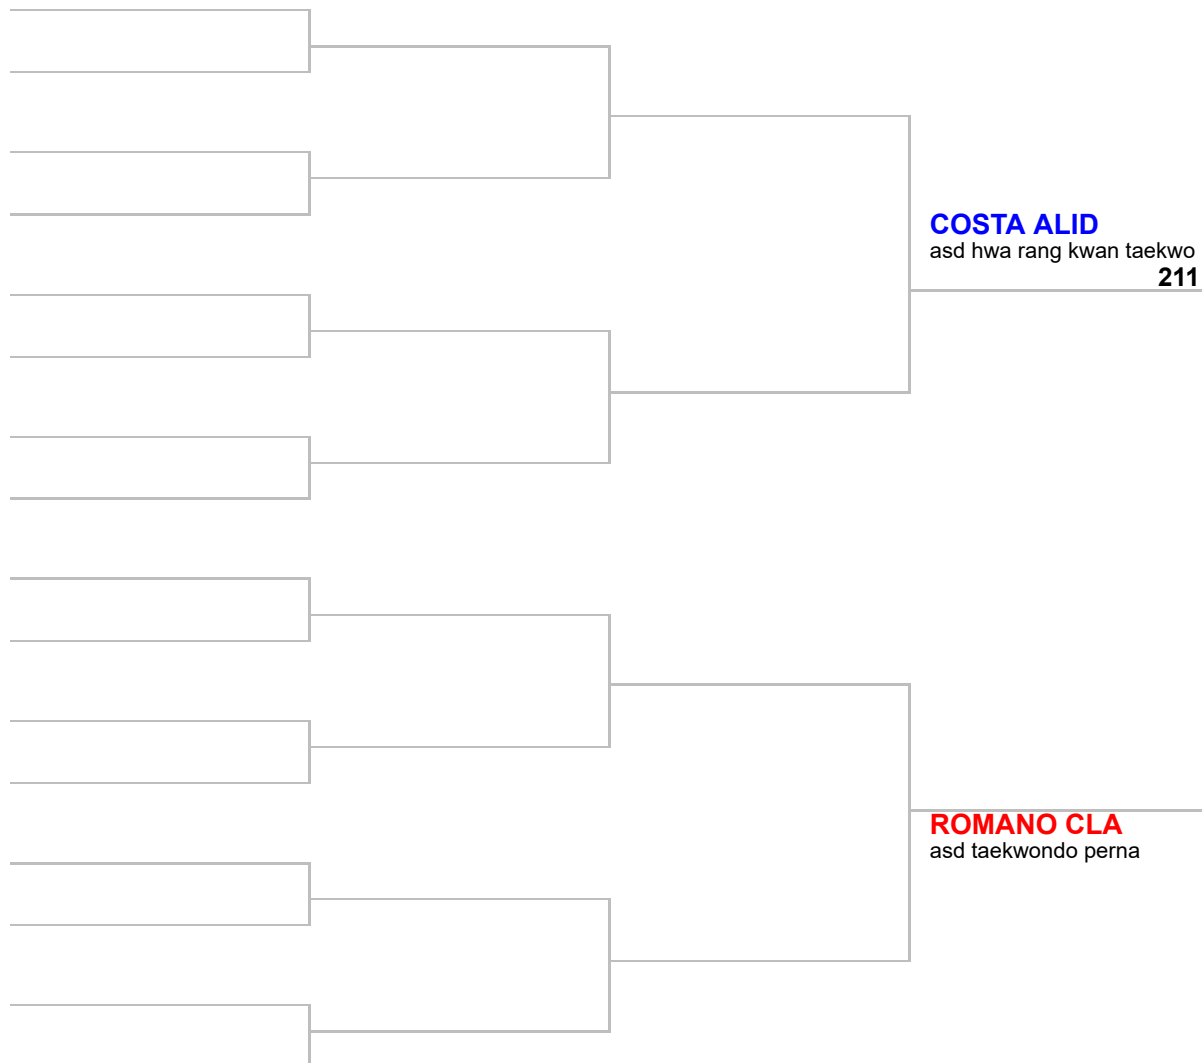 COSTA ALID
asd hwa rang kwan taekwo
211
ROMANO CLA
asd taekwondo perna